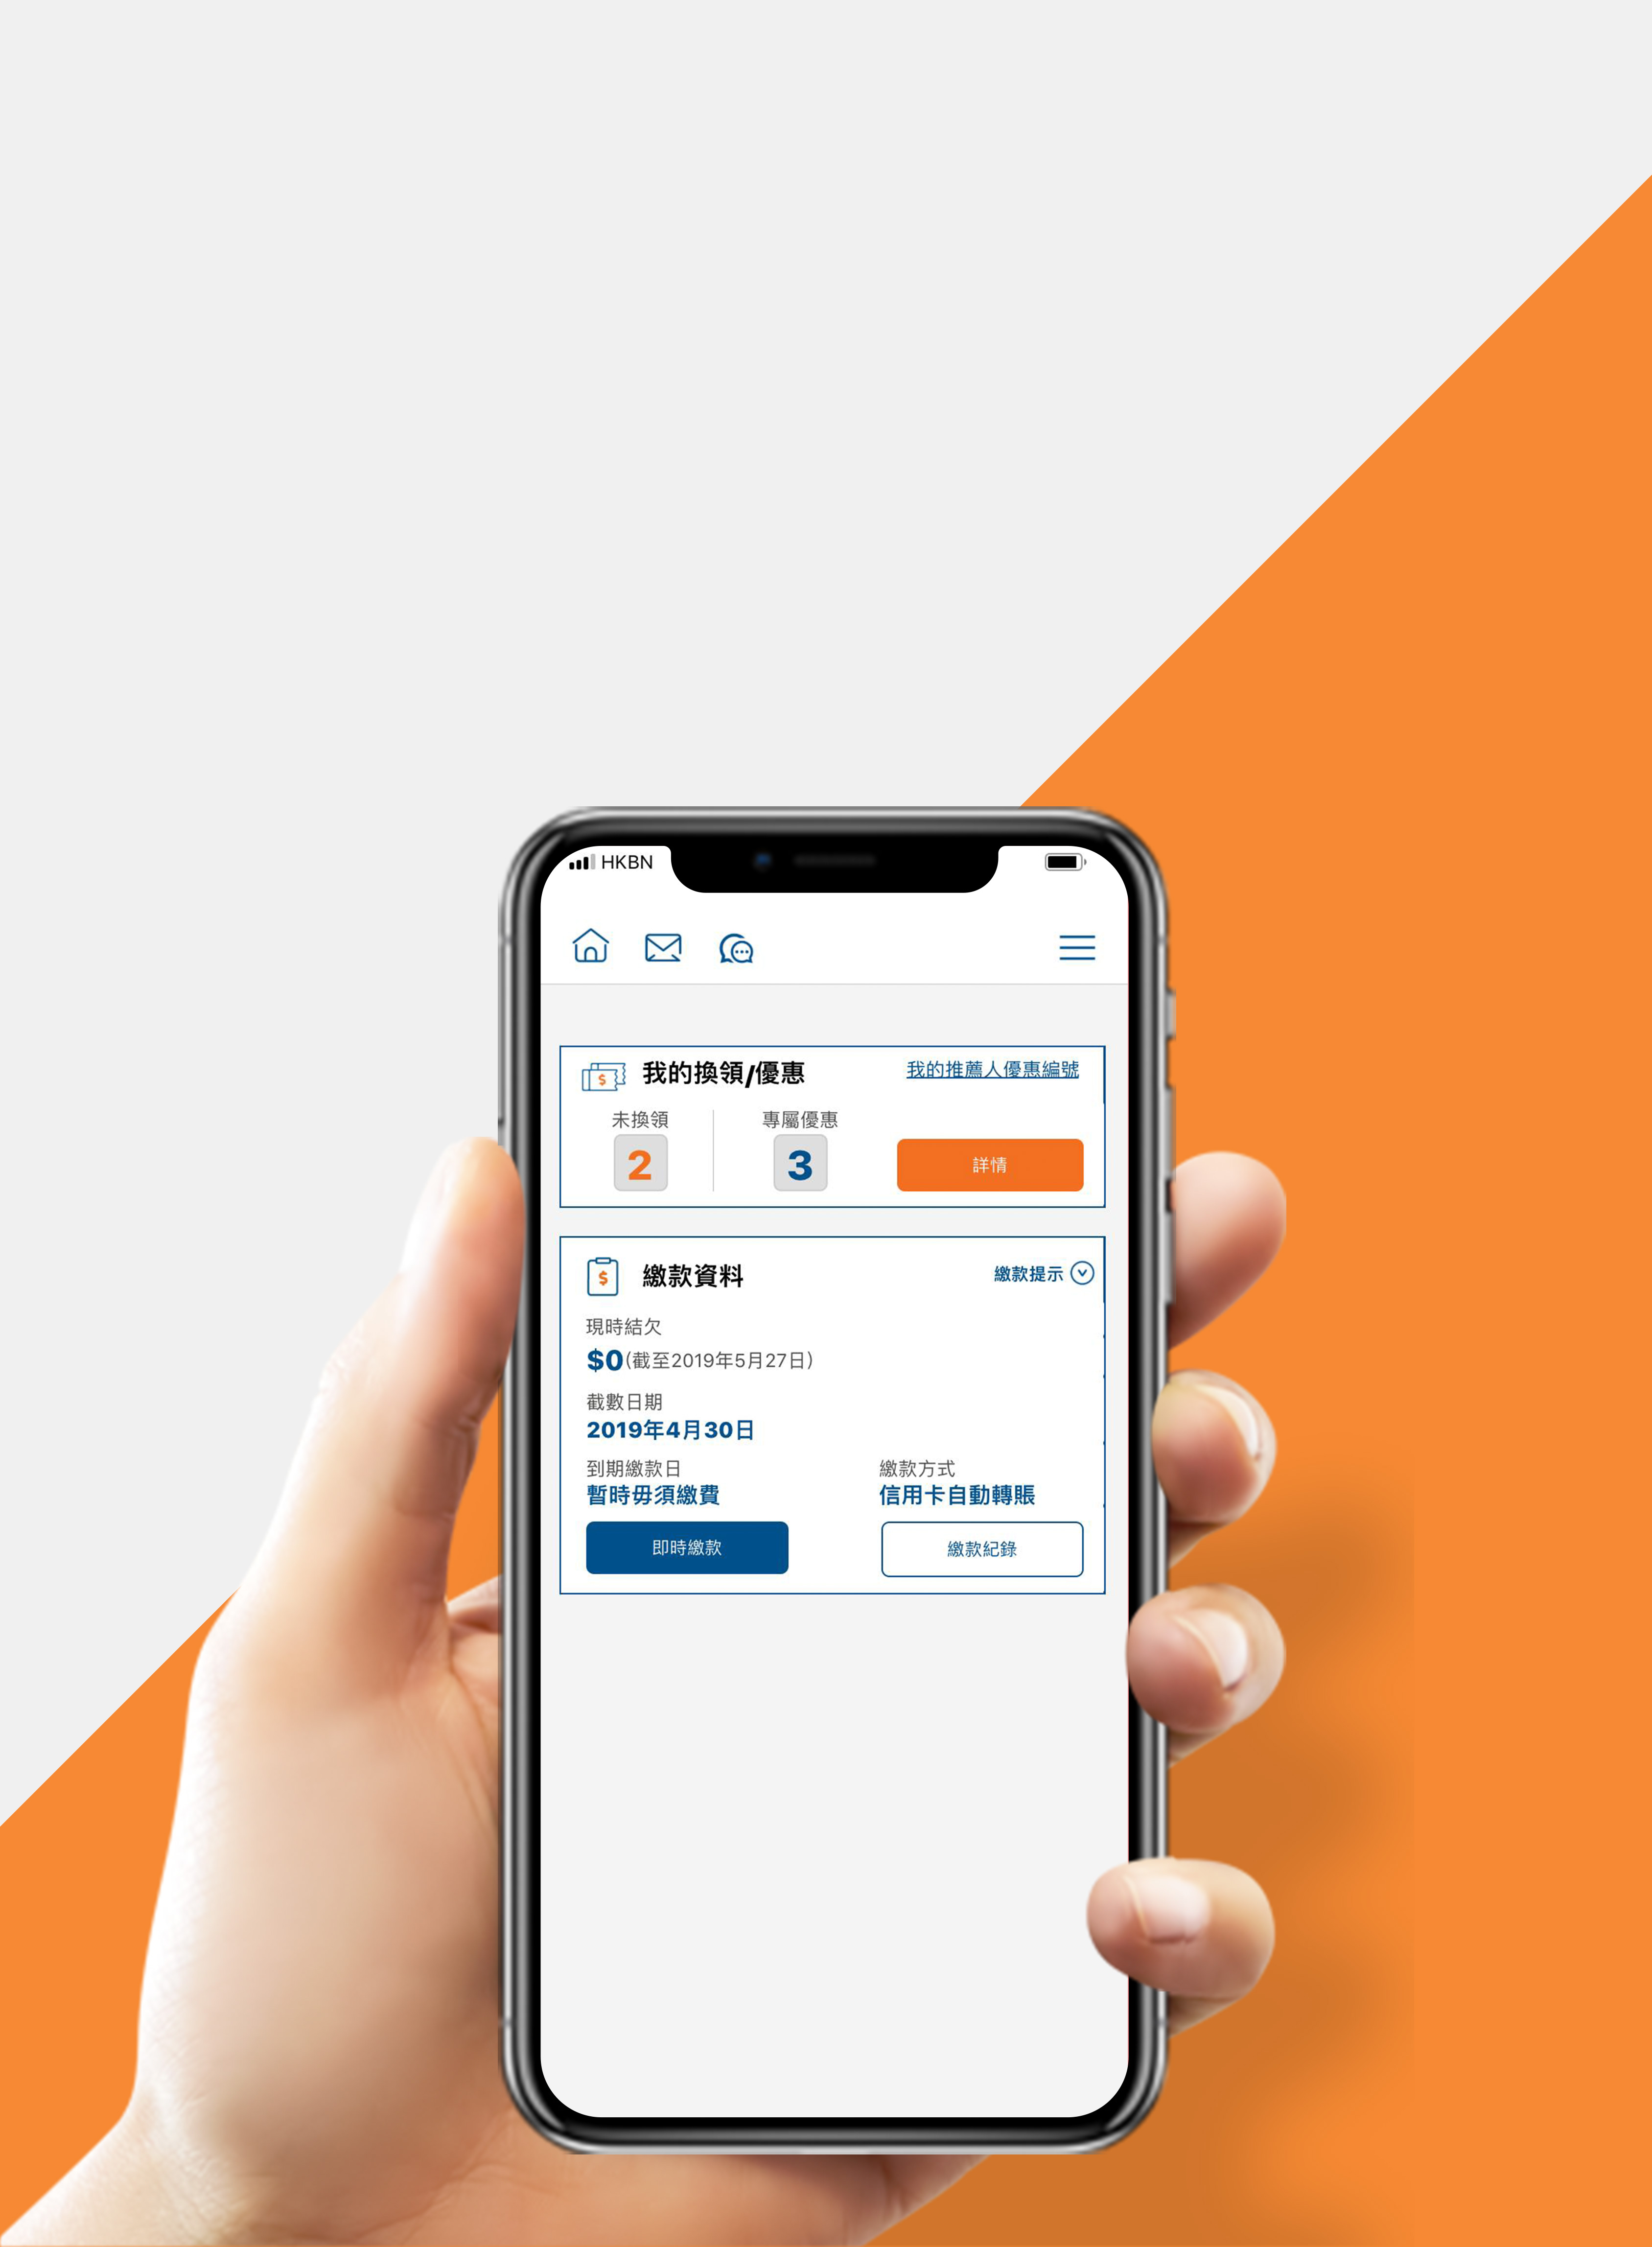 HKBN
我的換領/優惠
我的推薦人優惠編號
未換領
專屬優惠
2
3
詳情
繳款資料
繳款提示
現時結欠
$0(截至2019年5月27日)
截數日期
2019年4月30日
到期繳款日
繳款方式
暫時毋須繳費
信用卡自動轉賬
即時繳款
繳款紀錄